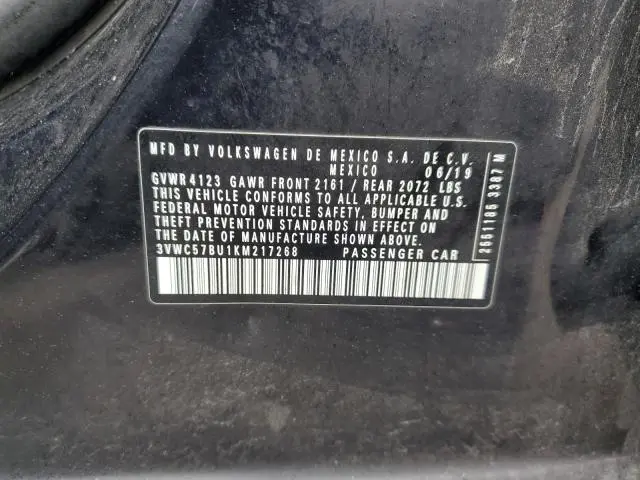 MFD BY VOLKSWAGEN DE MEXICO S.A. DE C.V.
MEXICO 06/19
GVWR 4123 GAWR FRONT 2161 / REAR 2072 LBS
THIS VEHICLE CONFORMS TO ALL APPLICABLE U.S.
FEDERAL MOTOR VEHICLE SAFETY, BUMPER AND
THEFT PREVENTION STANDARDS IN EFFECT ON
THE DATE OF MANUFACTURE SHOWN ABOVE.
3VWC57BU1KM217268 PASSENGER CAR
2551186 3387 M